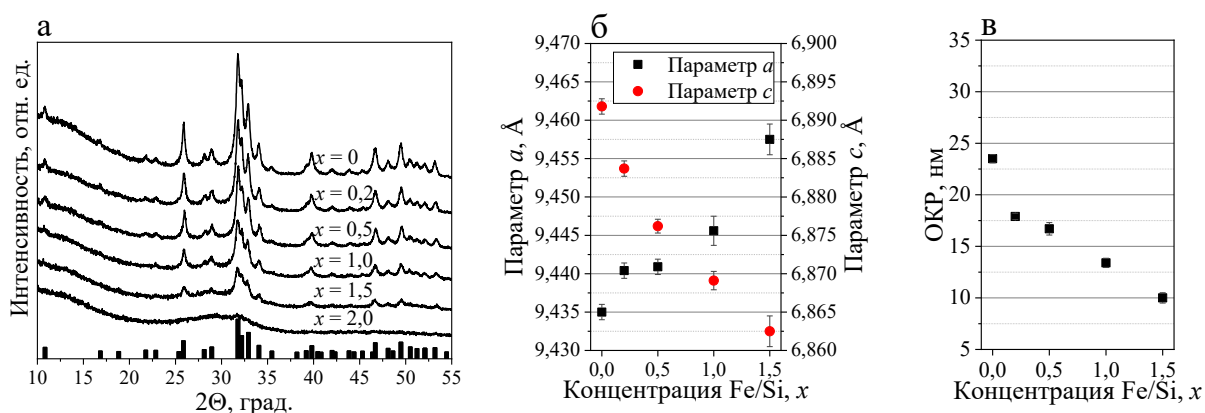 а
Интенсивность, отн. ед.
x = 0
x = 0,2
x = 0,5
x = 1,0
x = 1,5
x = 2,0
10 15 20 25 30 35 40 45 50 55
2Θ, град.
б
9,470
9,465
9,460
9,455
9,450
9,445
9,440
9,435
9,430
Параметр a, Å
Параметр a
Параметр c
6,900
6,895
6,890
6,885
6,880
6,875
6,870
6,865
6,860
Параметр c, Å
0,0 0,5 1,0 1,5
Концентрация Fe/Si, x
в
35
30
25
20
15
10
5
ОКР, нм
0,0 0,5 1,0 1,5
Концентрация Fe/Si, x